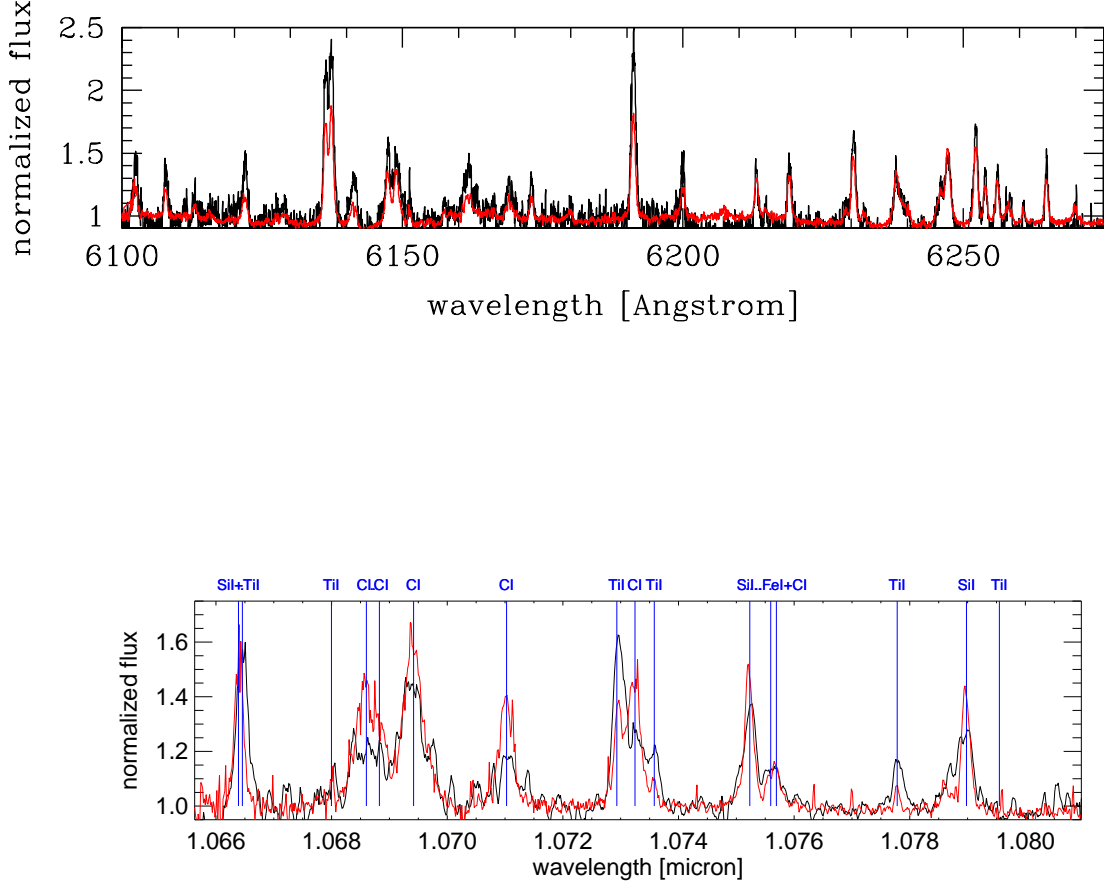 2.5
2
1.5
1
normalized flux
6100 6150 6200 6250
wavelength [Angstrom]
SiI+.TiI TiI CI..CI CI CI TiI CI TiI SiI...FeI+CI TiI SiI TiI
1.6
1.4
1.2
1.0
normalized flux
1.066 1.068 1.070 1.072 1.074 1.076 1.078 1.080
wavelength [micron]